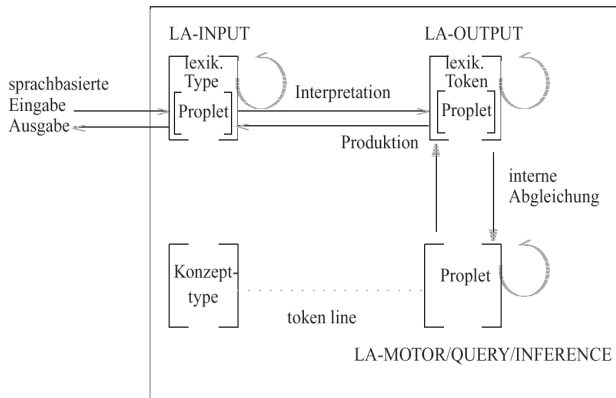 LA-INPUT
LA-OUTPUT
lexik.
Type
Proplet
lexik.
Token
Proplet
sprachbasierte
Eingabe
Ausgabe
Interpretation
Produktion
interne
Abgleichung
Konzept-
type
token line
Proplet
LA-MOTOR/QUERY/INFERENCE